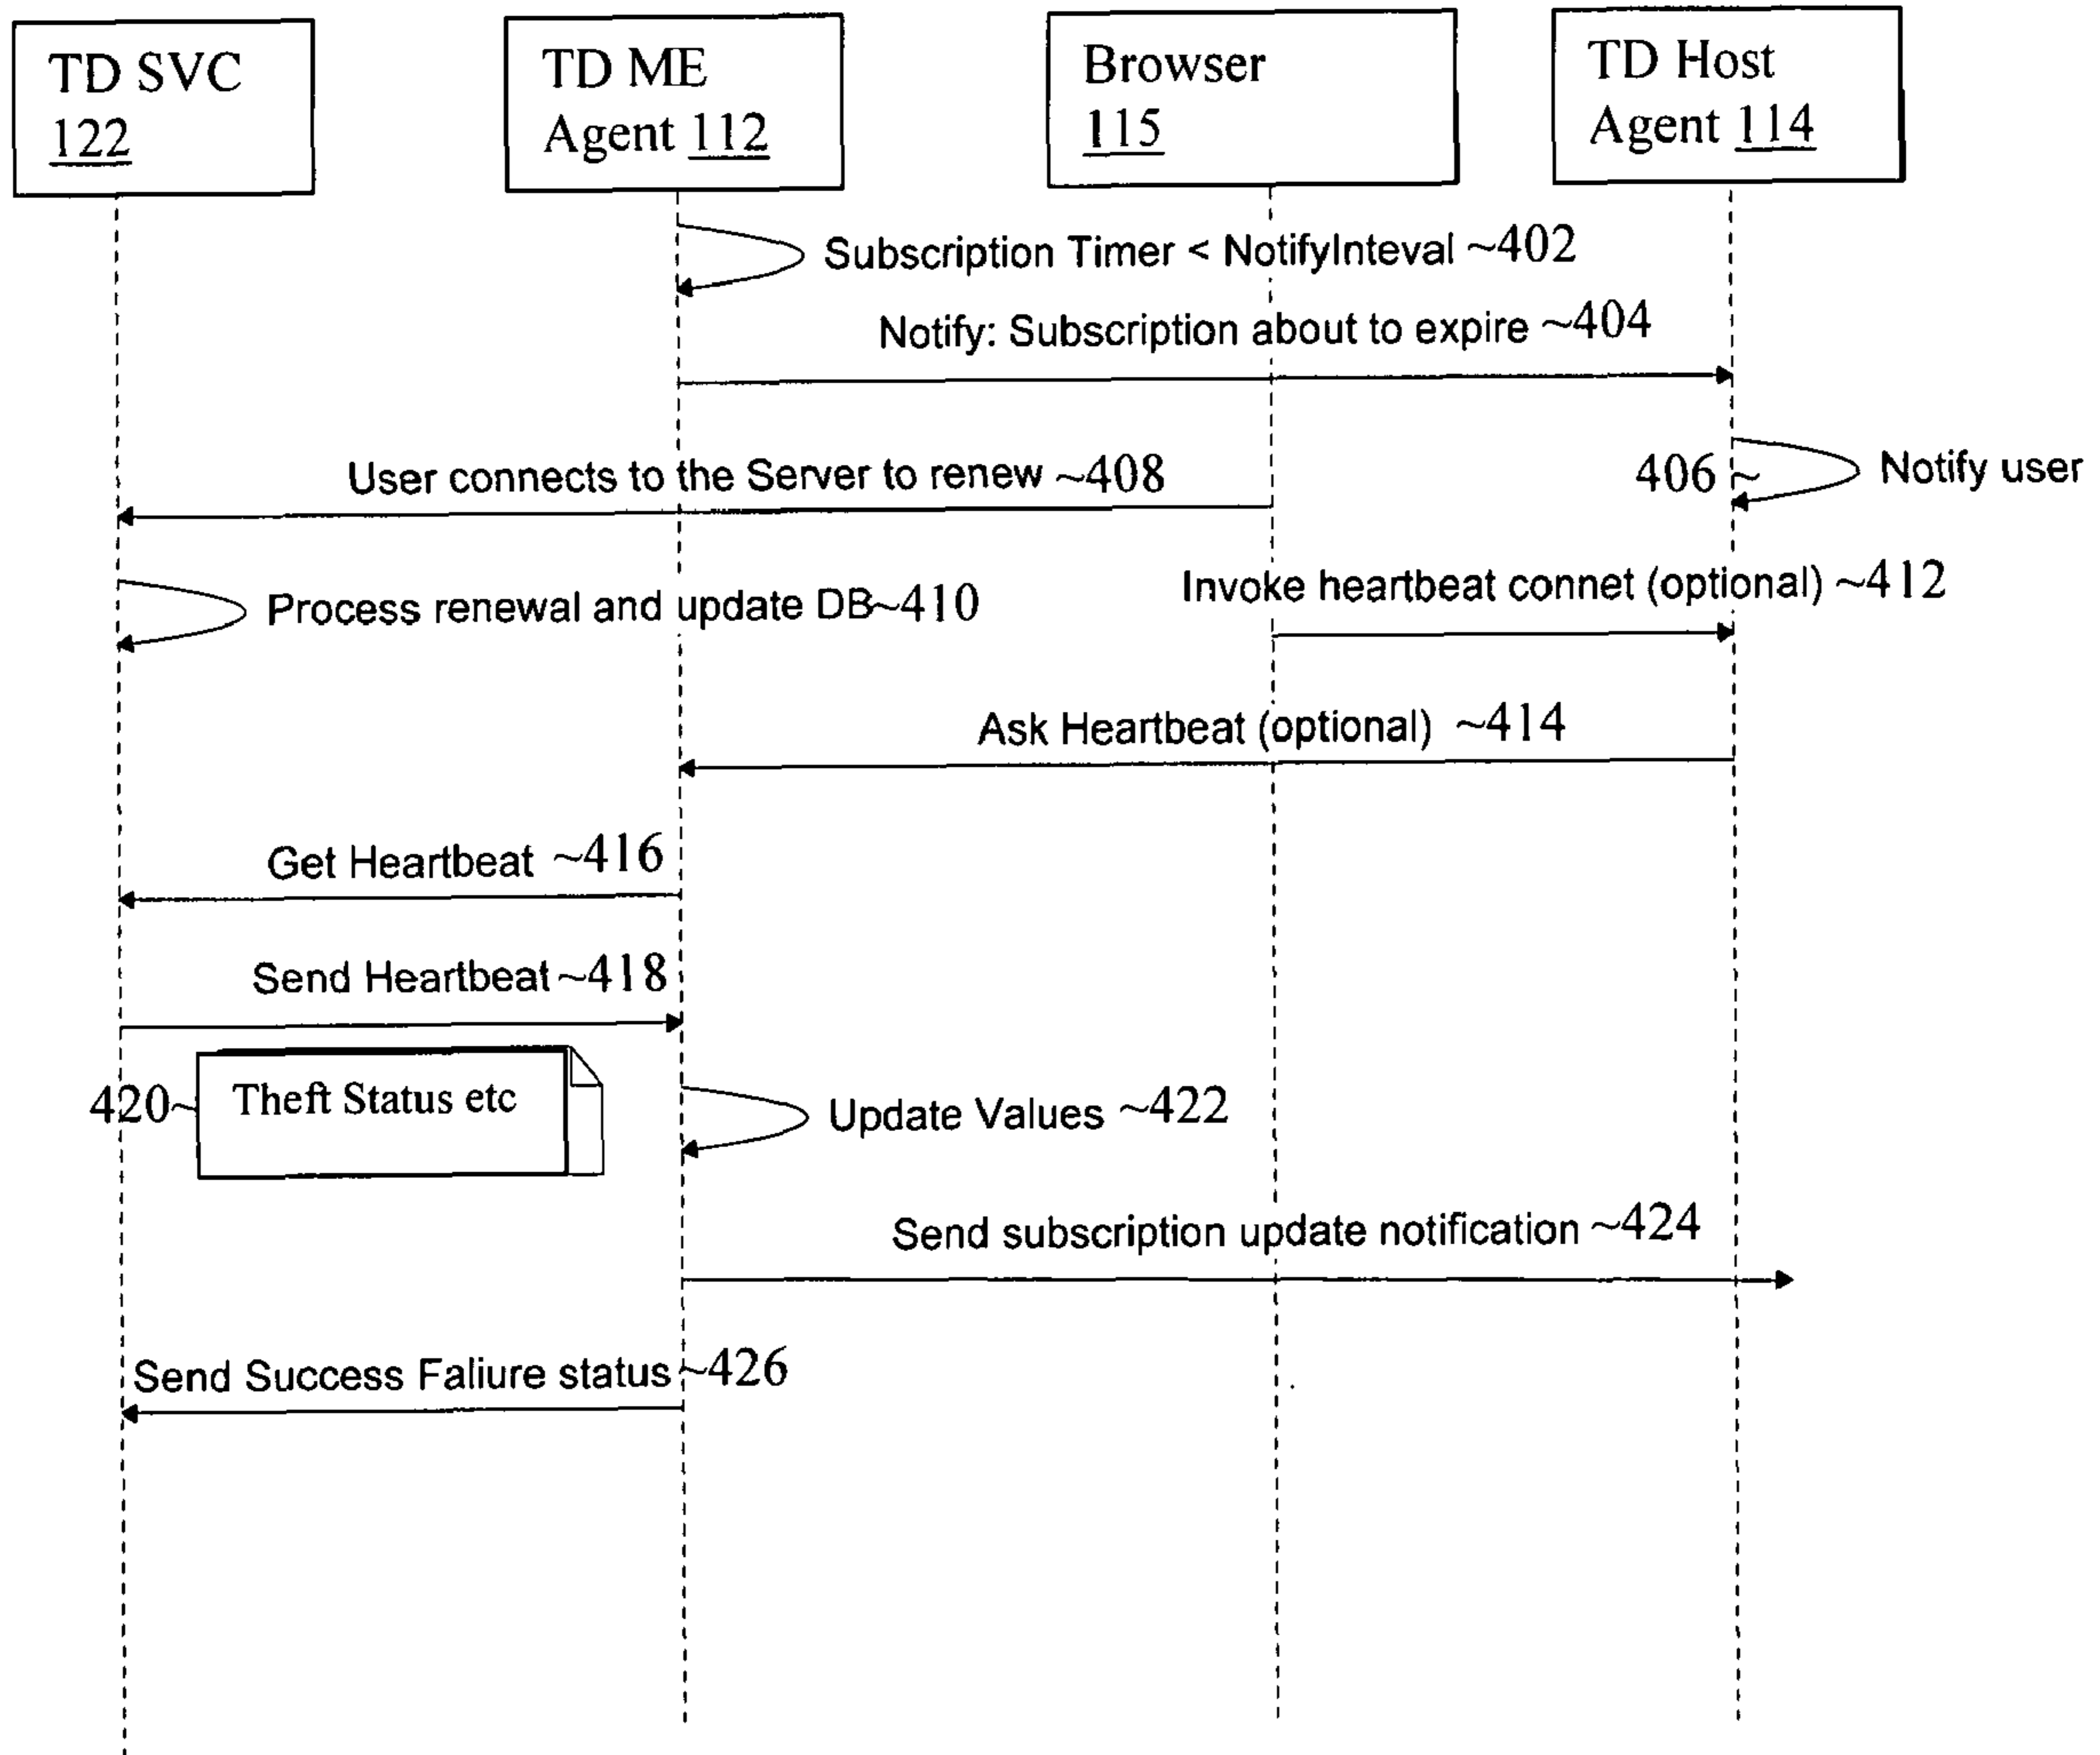 TD SVC
122
TD ME
Agent 112
Browser
115
TD Host
Agent 114
Subscription Timer < NotifyInteval ~402
Notify: Subscription about to expire ~404
User connects to the Server to renew ~408
406 ~ Notify user
Process renewal and update DB~410
Invoke heartbeat connet (optional) ~412
Ask Heartbeat (optional) ~414
Get Heartbeat ~416
Send Heartbeat ~418
420~ Theft Status etc
Update Values ~422
Send subscription update notification ~424
Send Success Faliure status ~426